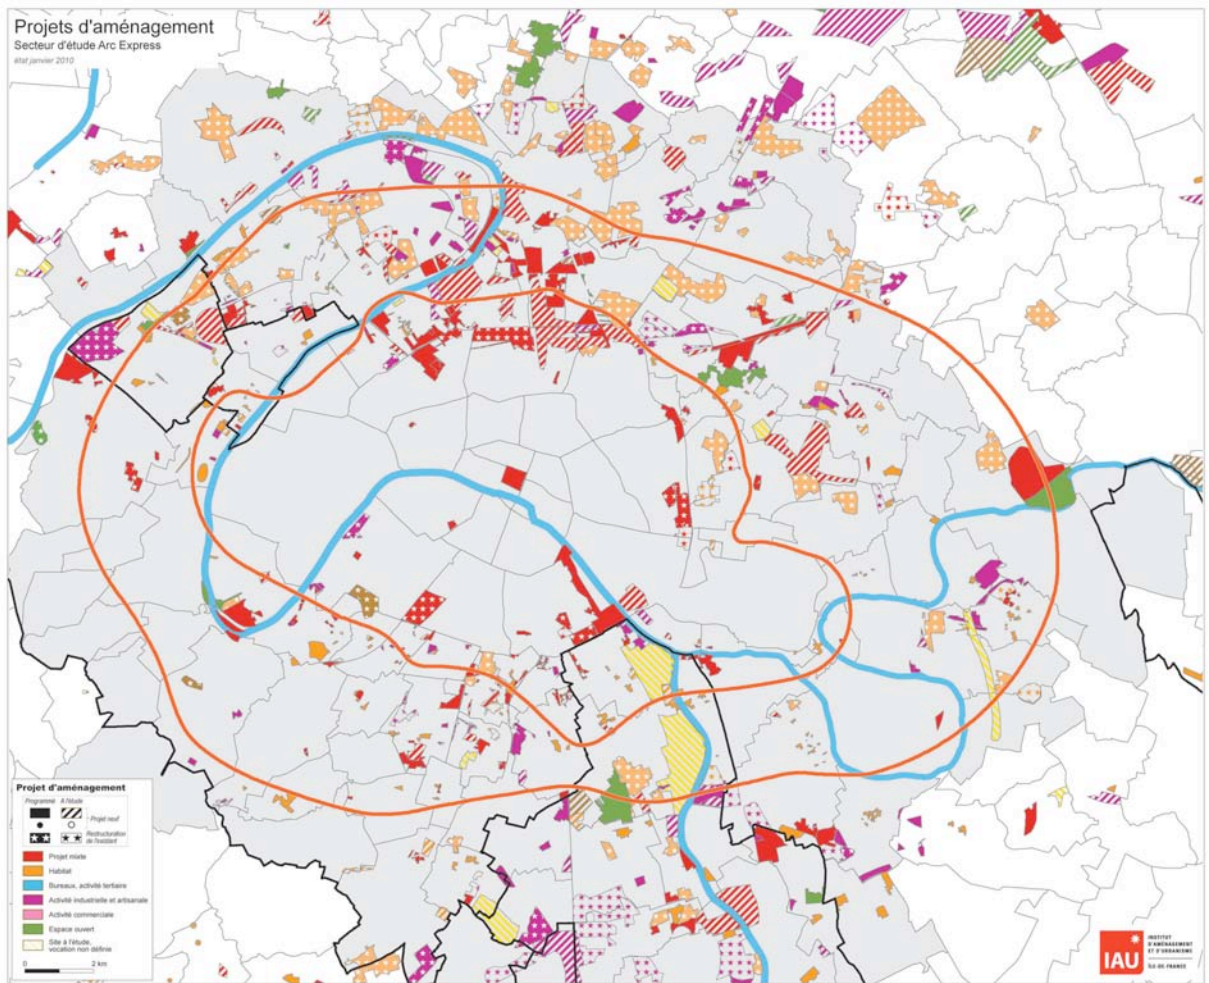 Projets d'aménagement
Secteur d'étude Arc Express
état janvier 2010
Projet d'aménagement
Programmé A l'étude
Projet neuf
Restructuration
de l'existant
Projet mixte
Habitat
Bureaux, activité tertiaire
Activité industrielle et artisanale
Activité commerciale
Espace ouvert
Site à l'étude,
vocation non définie
0 2 km
IAU
INSTITUT
D'AMÉNAGEMENT
ET D'URBANISME
ÎLE-DE-FRANCE